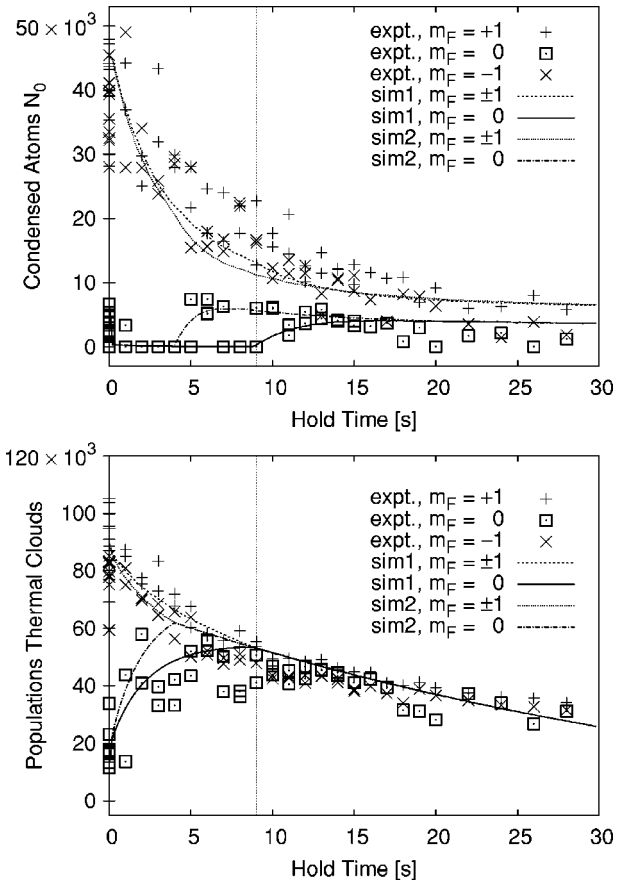 50 × 10³
40
30
20
10
0
Condensed Atoms N₀
expt., m_F = +1
expt., m_F = 0
expt., m_F = −1
sim1, m_F = ±1
sim1, m_F = 0
sim2, m_F = ±1
sim2, m_F = 0
0 5 10 15 20 25 30
Hold Time [s]
120 × 10³
100
80
60
40
20
0
Populations Thermal Clouds
expt., m_F = +1
expt., m_F = 0
expt., m_F = −1
sim1, m_F = ±1
sim1, m_F = 0
sim2, m_F = ±1
sim2, m_F = 0
0 5 10 15 20 25 30
Hold Time [s]